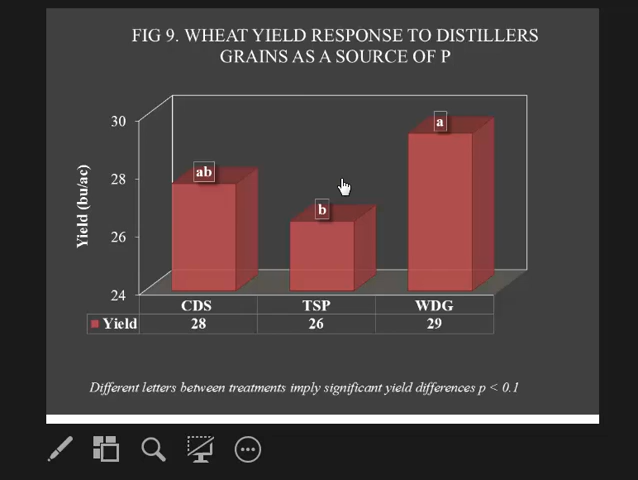 FIG 9. WHEAT YIELD RESPONSE TO DISTILLERS
GRAINS AS A SOURCE OF P
Yield (bu/ac)
30
28
26
24
ab
b
a
CDS TSP WDG
Yield 28 26 29
Different letters between treatments imply significant yield differences p < 0.1